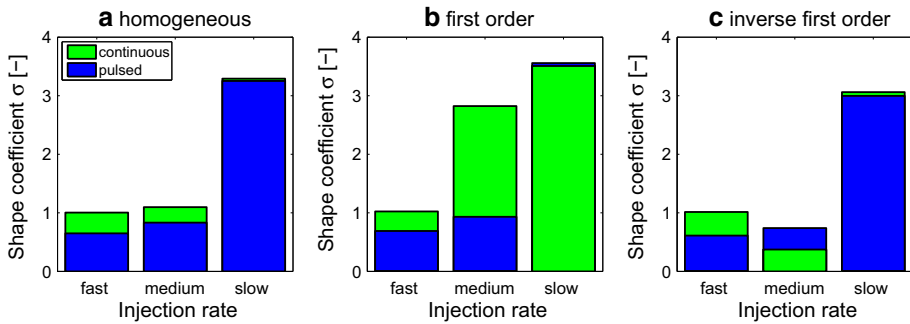 a homogeneous
b first order
c inverse first order
Shape coefficient σ [−]
4
3
2
1
0
continuous
pulsed
fast
medium
slow
Injection rate
Shape coefficient σ [−]
4
3
2
1
0
fast
medium
slow
Injection rate
Shape coefficient σ [−]
4
3
2
1
0
fast
medium
slow
Injection rate